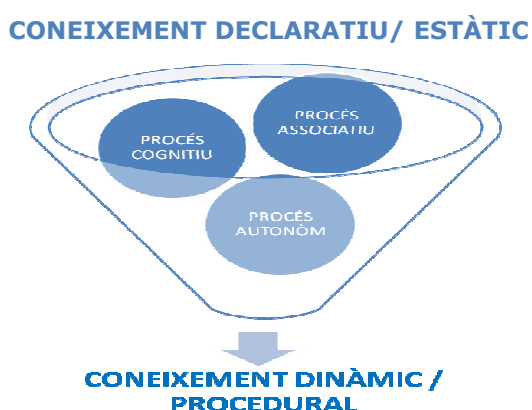 CONEIXEMENT DECLARATIU/ ESTÀTIC
PROCÉS
ASSOCIATIU
PROCÉS
COGNITIU
PROCÉS
AUTONÒM
CONEIXEMENT DINÀMIC /
PROCEDURAL